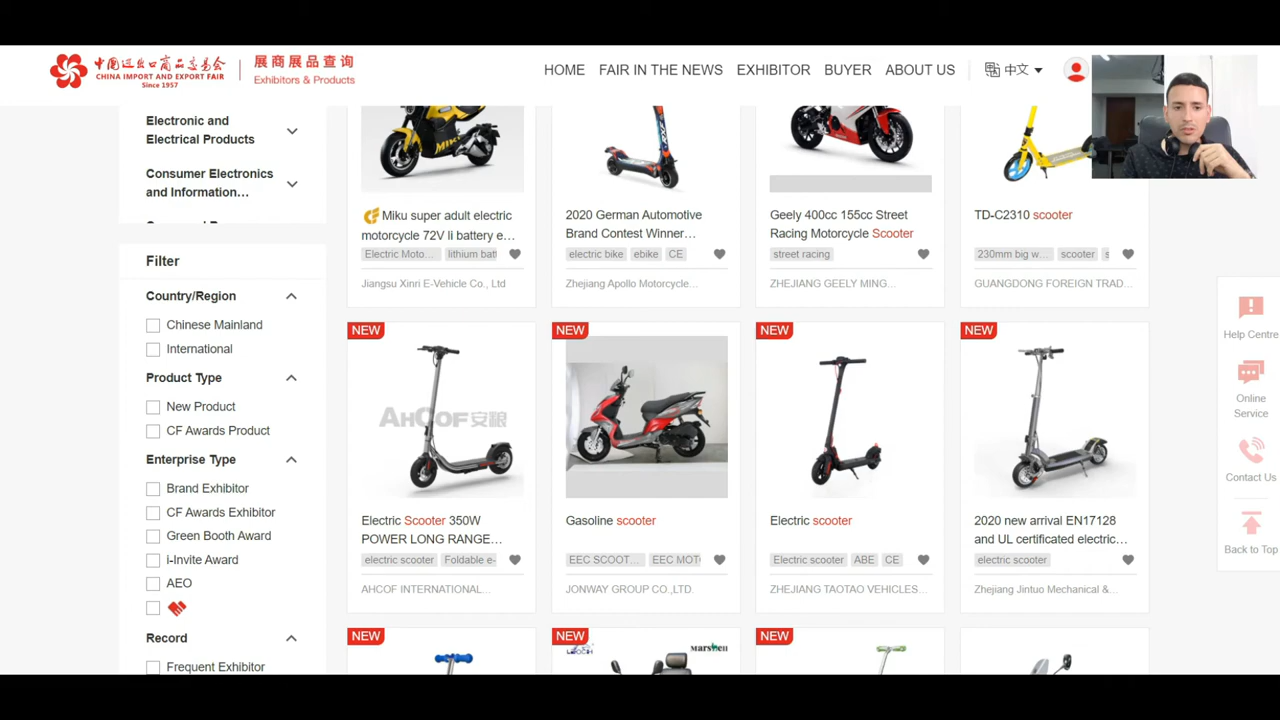 中国进出口商品交易会
CHINA IMPORT AND EXPORT FAIR
Since 1957
展商展品查询
Exhibitors & Products
HOME FAIR IN THE NEWS EXHIBITOR BUYER ABOUT US 中文
Electronic and
Electrical Products
Consumer Electronics
and Information...
Filter
Country/Region
Chinese Mainland
International
Product Type
New Product
CF Awards Product
Enterprise Type
Brand Exhibitor
CF Awards Exhibitor
Green Booth Award
i-Invite Award
AEO
Record
Frequent Exhibitor
Miku super adult electric
motorcycle 72V li battery e...
Electric Moto... lithium batt
Jiangsu Xinri E-Vehicle Co., Ltd
2020 German Automotive
Brand Contest Winner...
electric bike ebike CE
Zhejiang Apollo Motorcycle...
Geely 400cc 155cc Street
Racing Motorcycle Scooter
street racing
ZHEJIANG GEELY MING...
TD-C2310 scooter
230mm big w... scooter s
GUANGDONG FOREIGN TRAD...
NEW
AHCOF安粮
Electric Scooter 350W
POWER LONG RANGE...
electric scooter Foldable e-
AHCOF INTERNATIONAL...
NEW
Gasoline scooter
EEC SCOOT... EEC MOT
JONWAY GROUP CO.,LTD.
NEW
Electric scooter
Electric scooter ABE CE
ZHEJIANG TAOTAO VEHICLES...
NEW
2020 new arrival EN17128
and UL certificated electric...
electric scooter
Zhejiang Jintuo Mechanical &...
NEW
NEW
NEW
Help Centre
Online
Service
Contact Us
Back to Top